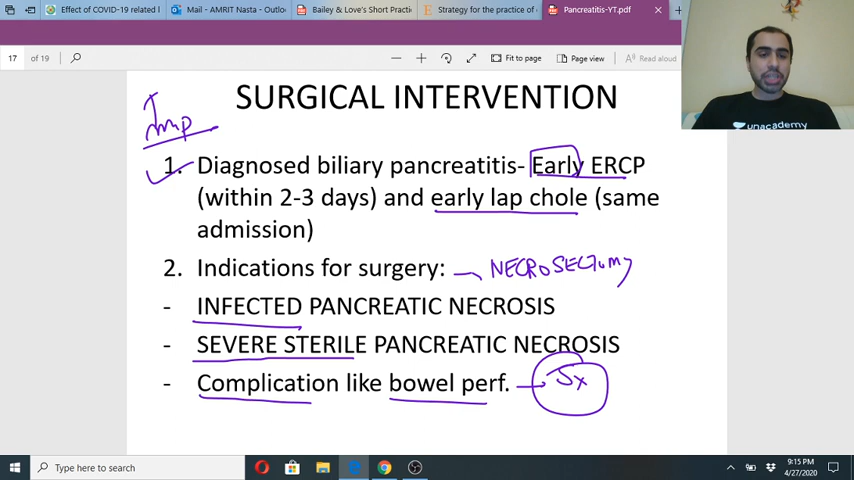 Effect of COVID-19 related l
Mail - AMRIT Nasta - Outlo
Bailey & Love's Short Practi
Strategy for the practice of
Pancreatitis-YT.pdf
17 of 19
Fit to page
Page view
Read aloud
unacademy
SURGICAL INTERVENTION
Imp
1. Diagnosed biliary pancreatitis- Early ERCP
(within 2-3 days) and early lap chole (same
admission)
2. Indications for surgery: NECROSECTOMY
- INFECTED PANCREATIC NECROSIS
- SEVERE STERILE PANCREATIC NECROSIS
- Complication like bowel perf. Sx
Type here to search
9:15 PM
4/27/2020